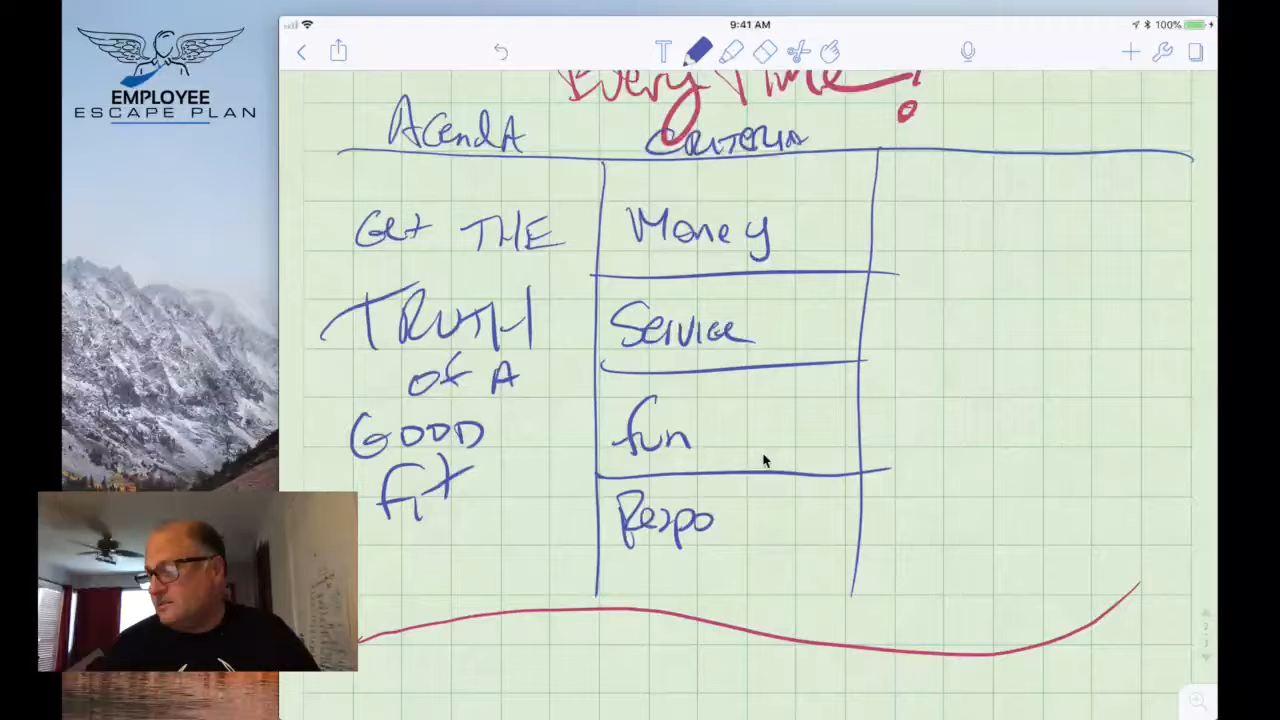 9:41 AM
100%
T
EMPLOYEE
ESCAPE PLAN
Every Time!
AGendA
CRITERIA
Get THE
TRUTH
of A
GOOD
fit
Money
Service
fun
Respo